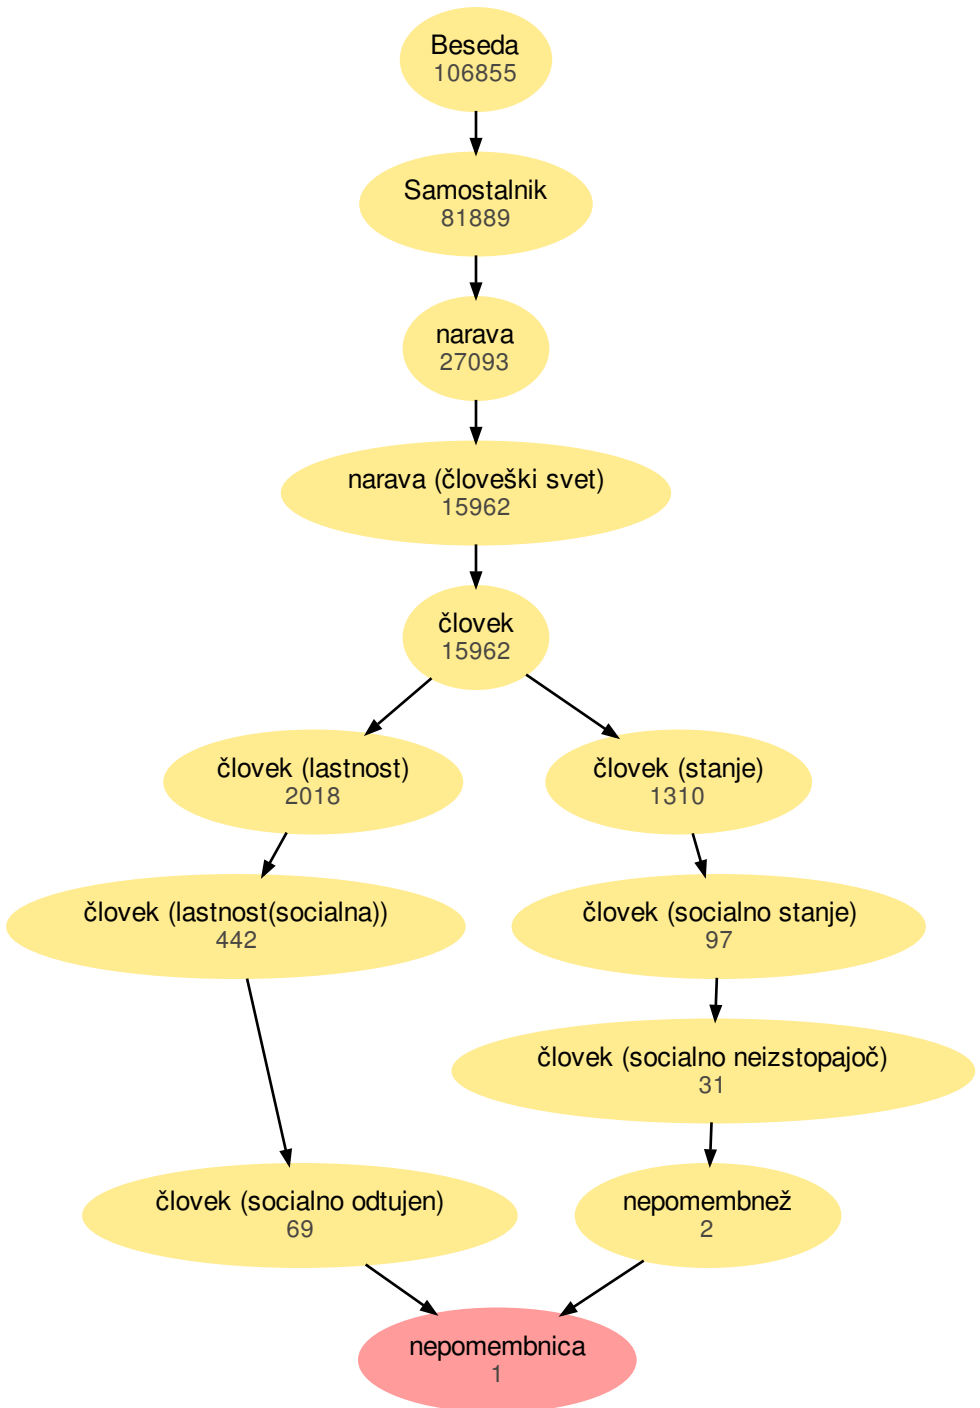 Beseda
106855
Samostalnik
81889
narava
27093
narava (človeški svet)
15962
človek
15962
človek (lastnost)
2018
človek (stanje)
1310
človek (lastnost(socialna))
442
človek (socialno stanje)
97
človek (socialno neizstopajoč)
31
človek (socialno odtujen)
69
nepomembnež
2
nepomembnica
1